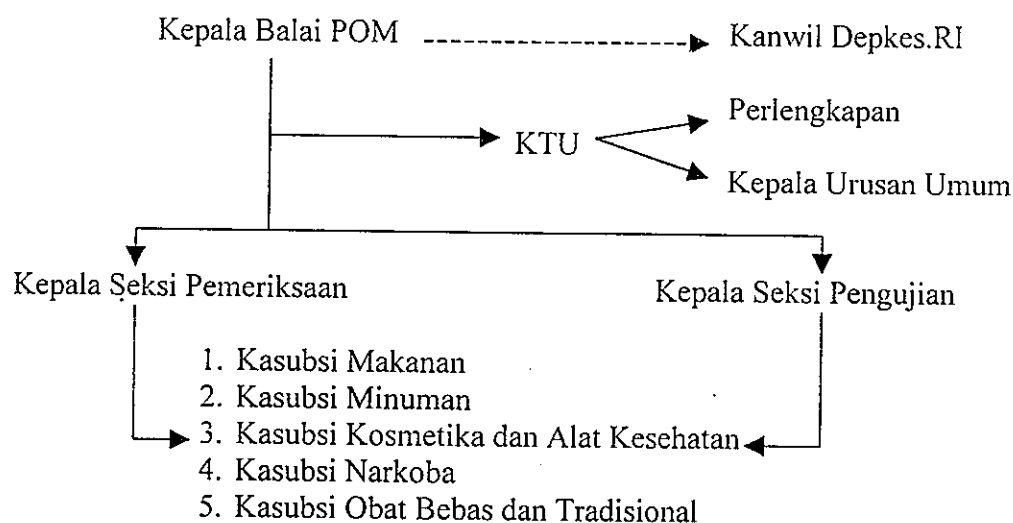 Kepala Balai POM
Kanwil Depkes.RI
Perlengkapan
KTU
Kepala Urusan Umum
Kepala Seksi Pemeriksaan
Kepala Seksi Pengujian
1. Kasubsi Makanan
2. Kasubsi Minuman
3. Kasubsi Kosmetika dan Alat Kesehatan
4. Kasubsi Narkoba
5. Kasubsi Obat Bebas dan Tradisional